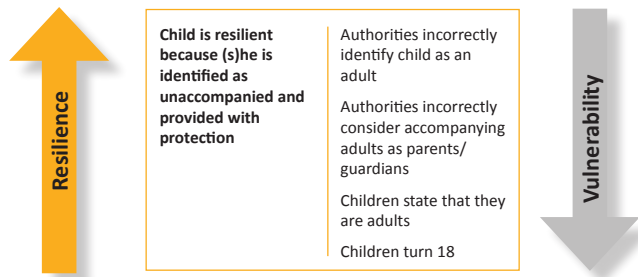 Resilience
Child is resilient
because (s)he is
identified as
unaccompanied and
provided with
protection
Authorities incorrectly
identify child as an
adult
Authorities incorrectly
consider accompanying
adults as parents/
guardians
Children state that they
are adults
Children turn 18
Vulnerability